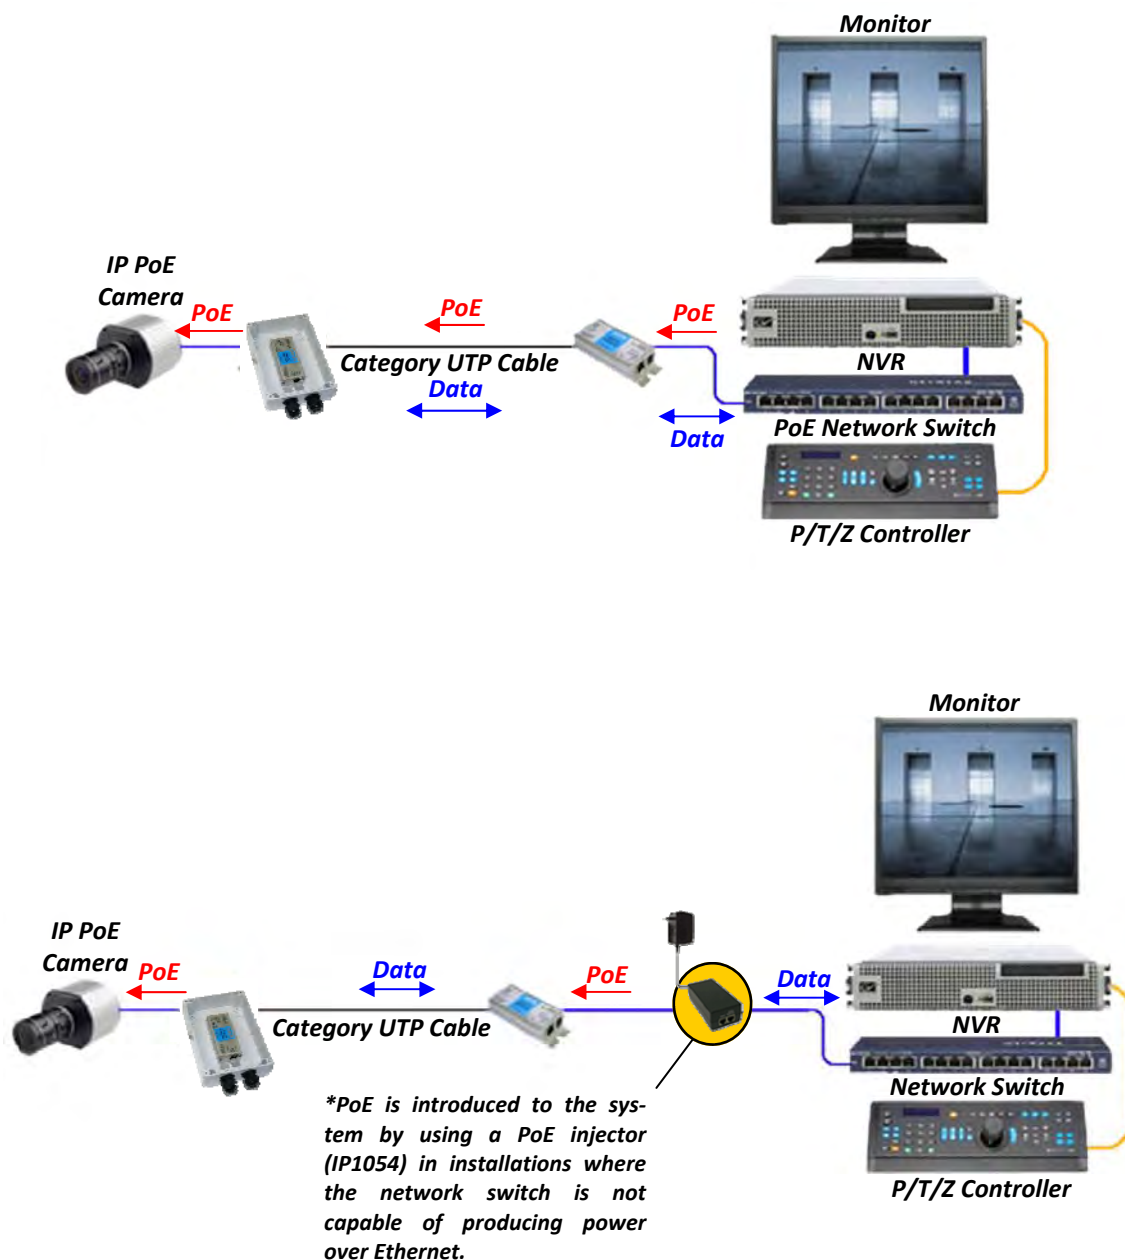 Monitor
IP PoE
Camera
PoE
PoE
PoE
Category UTP Cable
NVR
Data
Data
PoE Network Switch
P/T/Z Controller
Monitor
IP PoE
Camera
PoE
Data
PoE
Data
Category UTP Cable
NVR
Network Switch
*PoE is introduced to the sys-
tem by using a PoE injector
(IP1054) in installations where
the network switch is not
capable of producing power
over Ethernet.
P/T/Z Controller